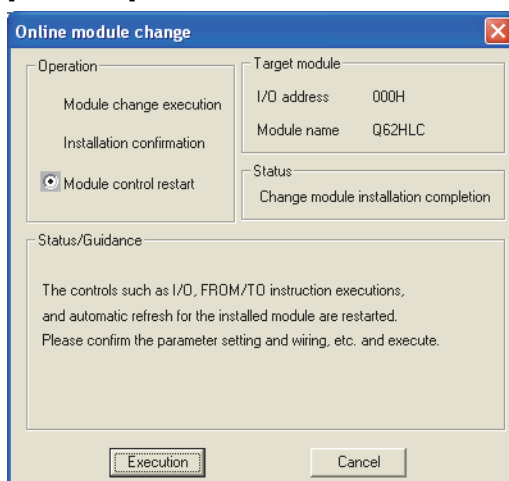 Online module change
Operation
Module change execution
Installation confirmation
Module control restart
Target module
I/O address 000H
Module name Q62HLC
Status
Change module installation completion
Status/Guidance
The controls such as I/O, FROM/TO instruction executions,
and automatic refresh for the installed module are restarted.
Please confirm the parameter setting and wiring, etc. and execute.
Execution
Cancel